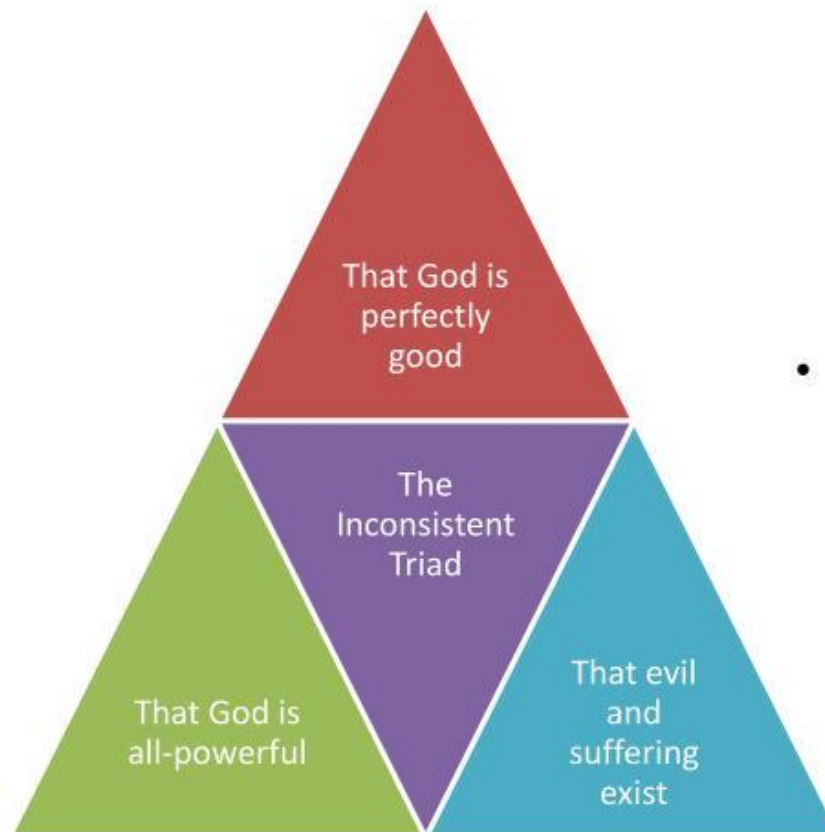 That God is
perfectly
good
The
Inconsistent
Triad
That God is
all-powerful
That evil
and
suffering
exist